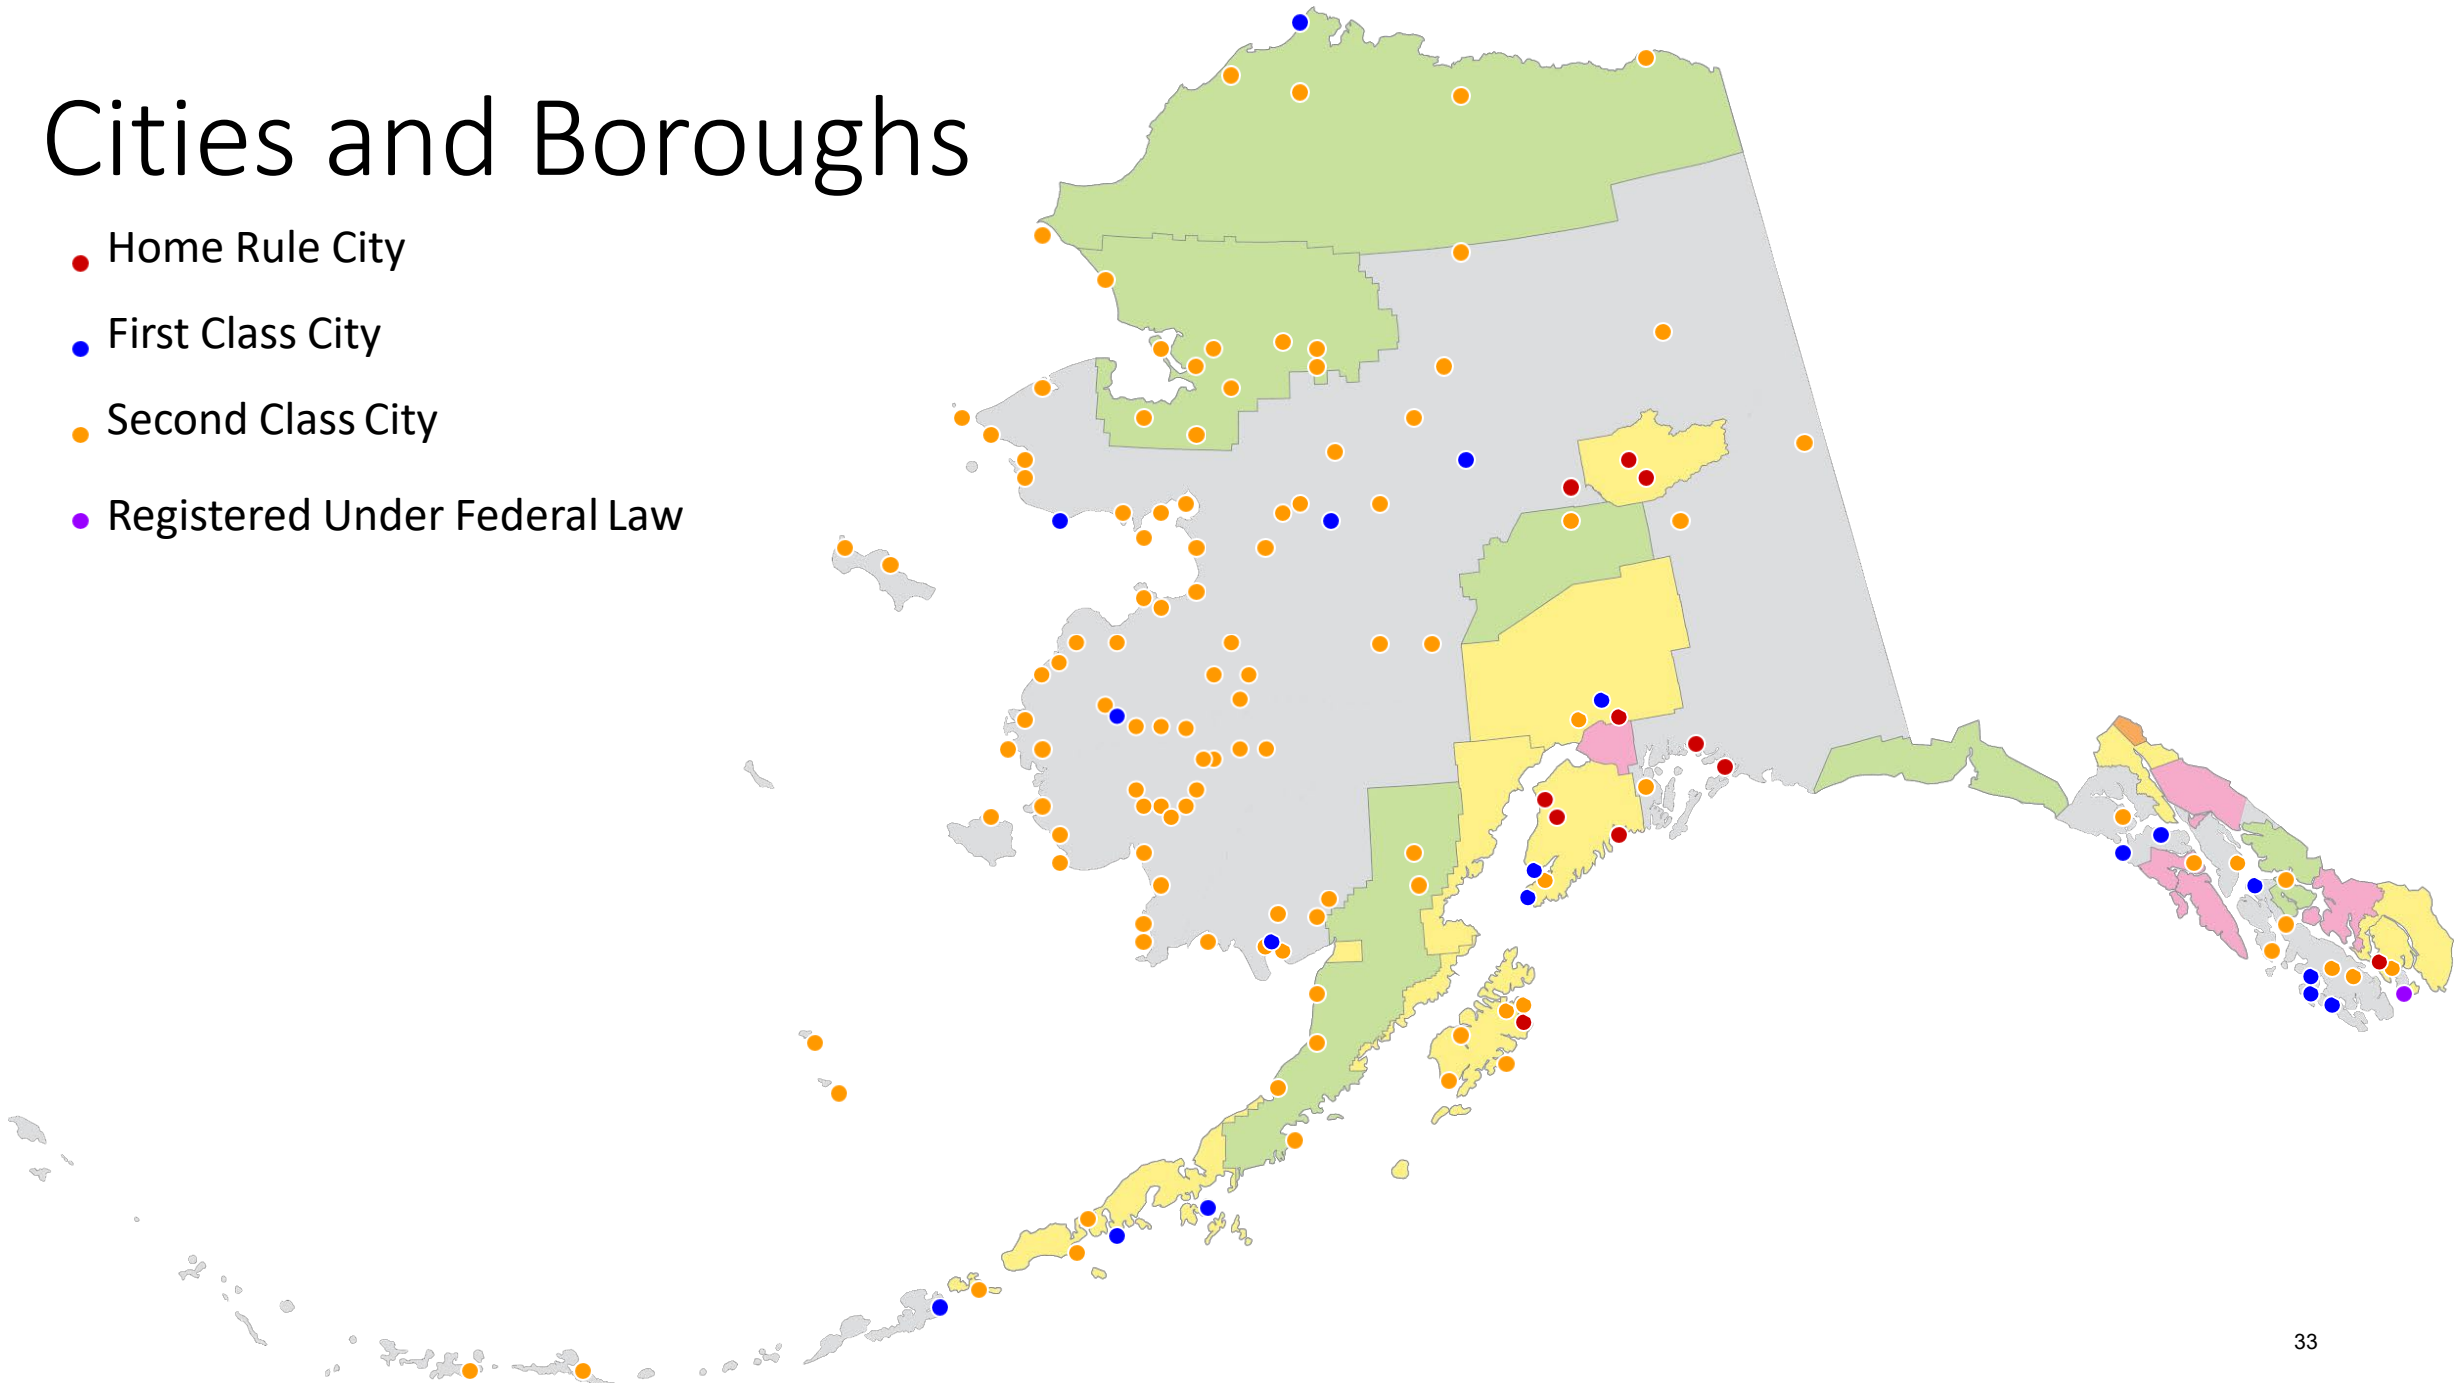 Cities and Boroughs
Home Rule City
First Class City
Second Class City
Registered Under Federal Law
33